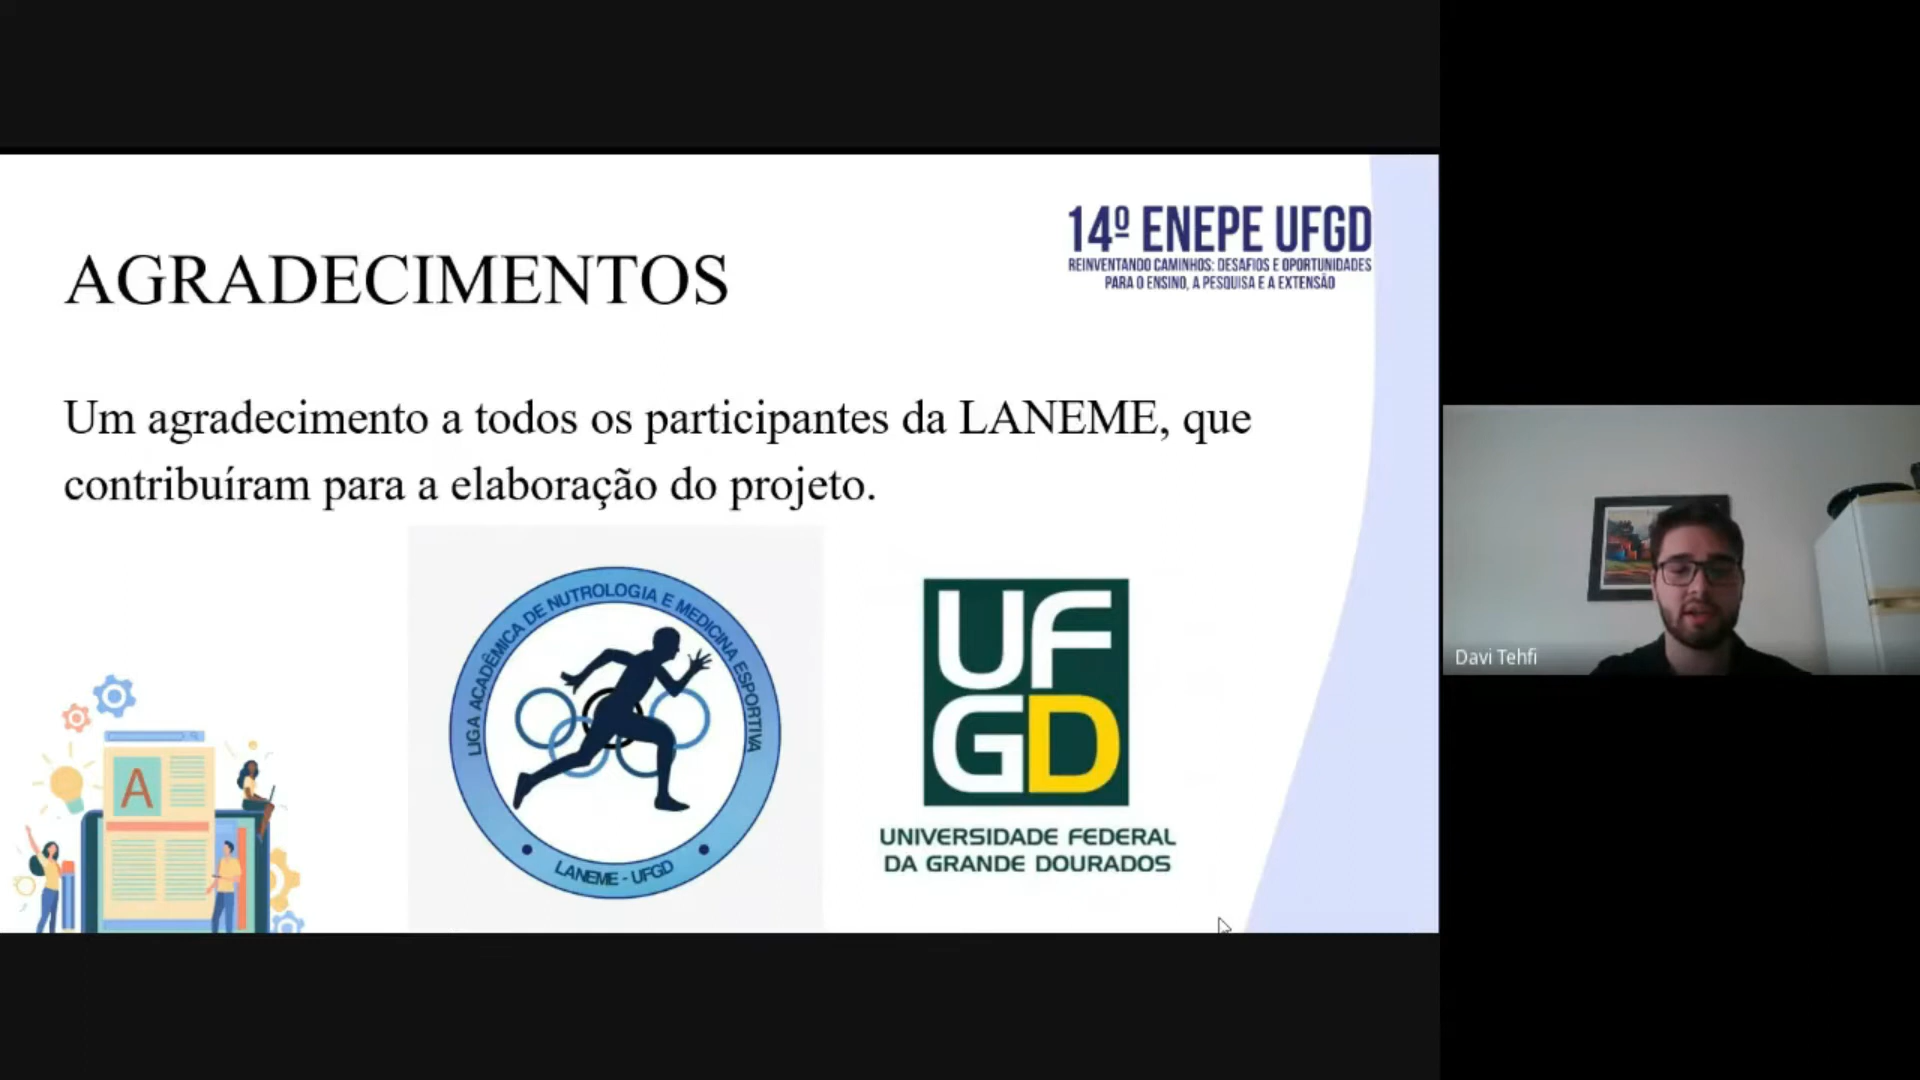 14º ENEPE UFGD
REINVENTANDO CAMINHOS: DESAFIOS E OPORTUNIDADES
PARA O ENSINO, A PESQUISA E A EXTENSÃO
AGRADECIMENTOS
Um agradecimento a todos os participantes da LANEME, que
contribuíram para a elaboração do projeto.
LIGA ACADÊMICA DE NUTROLOGIA E MEDICINA ESPORTIVA
LANEME - UFGD
UF
GD
UNIVERSIDADE FEDERAL
DA GRANDE DOURADOS
A
Davi Tehfi